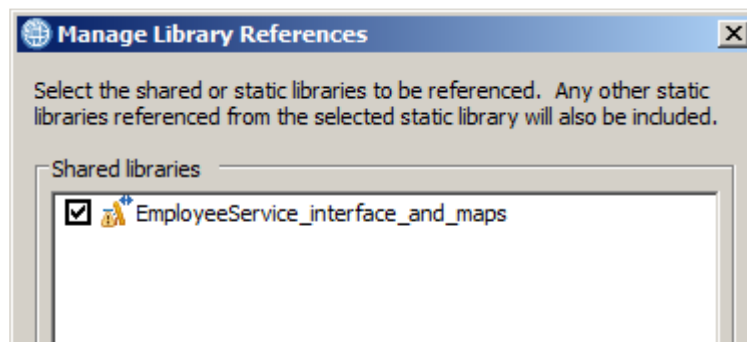 Manage Library References
Select the shared or static libraries to be referenced.  Any other static
libraries referenced from the selected static library will also be included.
Shared libraries
EmployeeService_interface_and_maps